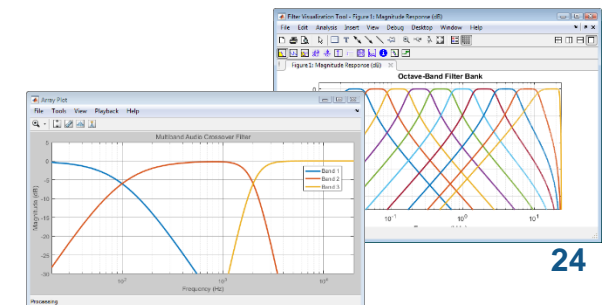 Filter Visualization Tool - Figure 1: Magnitude Response (dB)
File Edit Analysis Insert View Debug Desktop Window Help
Figure 1: Magnitude Response (dB)
Octave-Band Filter Bank
0
10⁻¹ 10⁰ 10¹
Array Plot
File Tools View Playback Help
Multiband Audio Crossover Filter
Magnitude (dB)
5
0
-5
-10
-15
-20
-25
-30
Band 1
Band 2
Band 3
10² 10³ 10⁴
Frequency (Hz)
Processing
24